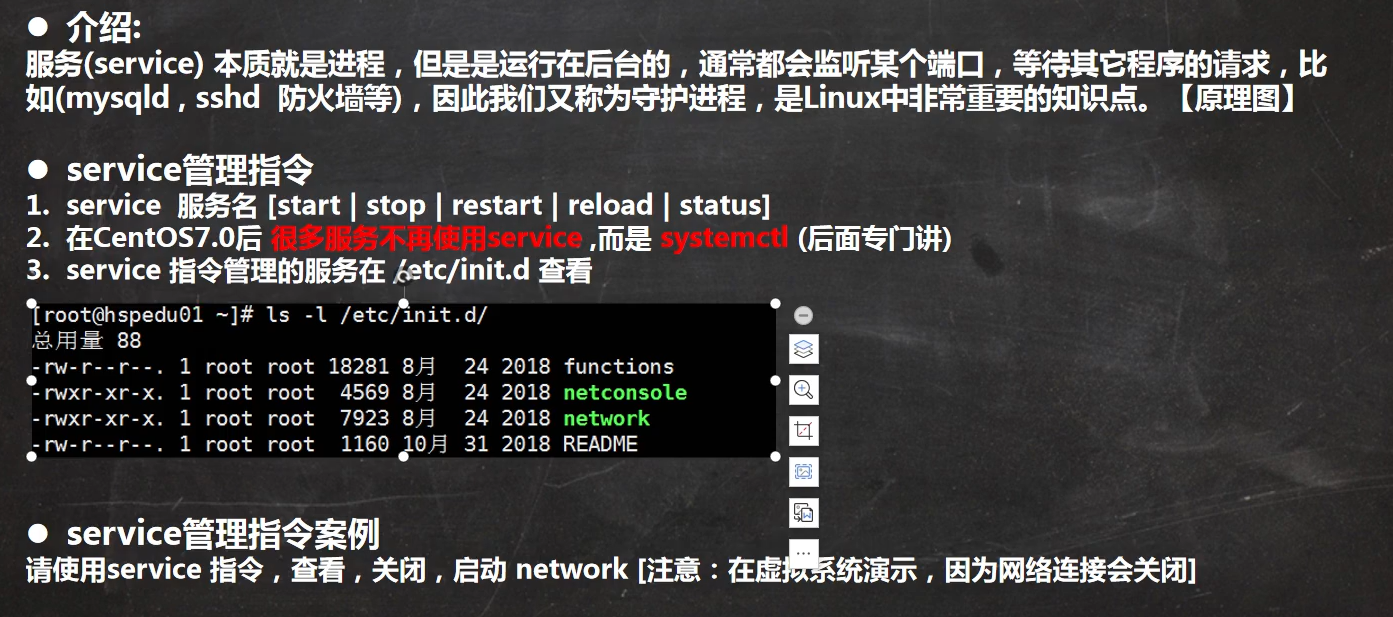 ● 介绍:
服务(service) 本质就是进程，但是是运行在后台的，通常都会监听某个端口，等待其它程序的请求，比
如(mysqld，sshd 防火墙等)，因此我们又称为守护进程，是Linux中非常重要的知识点。【原理图】
● service管理指令
1. service 服务名 [start | stop | restart | reload | status]
2. 在CentOS7.0后 很多服务不再使用service ,而是 systemctl (后面专门讲)
3. service 指令管理的服务在 /etc/init.d 查看
[root@hspedu01 ~]# ls -l /etc/init.d/
总用量 88
-rw-r--r--. 1 root root 18281 8月 24 2018 functions
-rwxr-xr-x. 1 root root 4569 8月 24 2018 netconsole
-rwxr-xr-x. 1 root root 7923 8月 24 2018 network
-rw-r--r--. 1 root root 1160 10月 31 2018 README
● service管理指令案例
请使用service 指令，查看，关闭，启动 network [注意：在虚拟系统演示，因为网络连接会关闭]